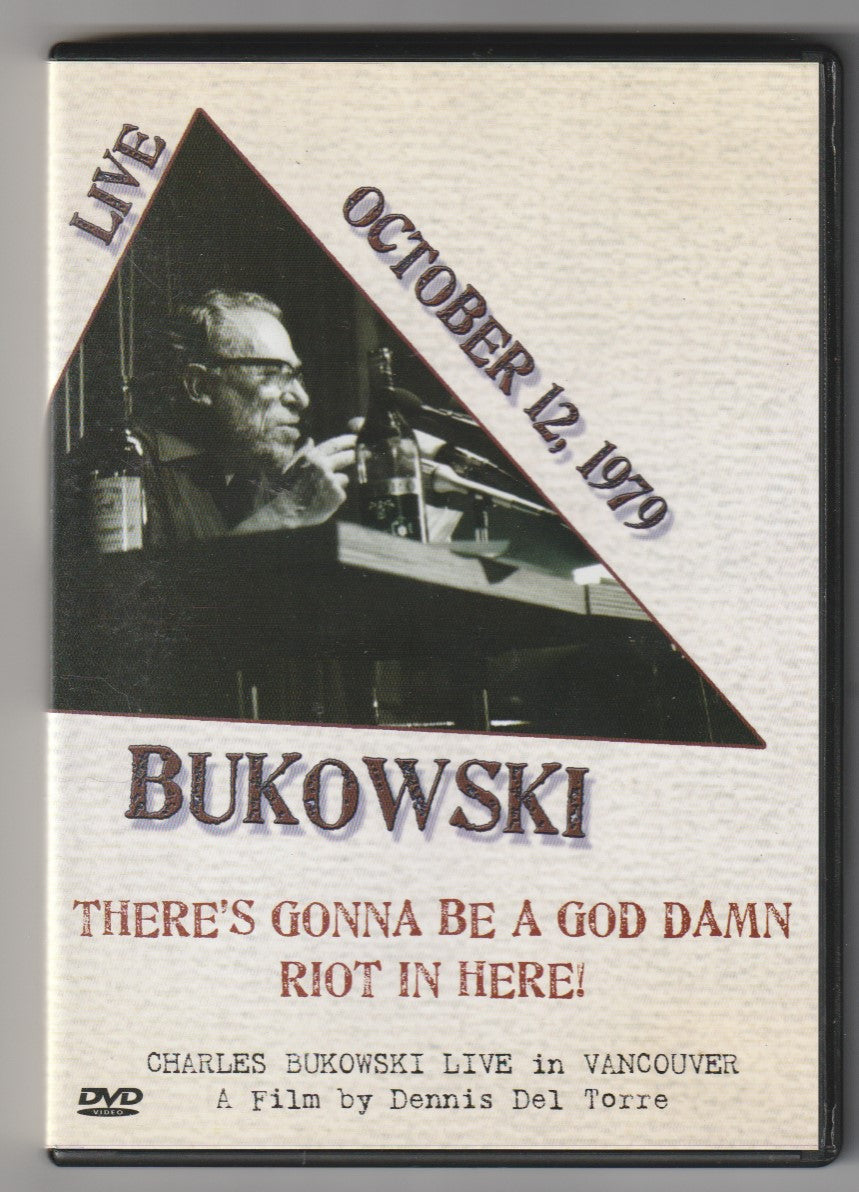 LIVE
OCTOBER 12, 1979
BUKOWSKI
THERE'S GONNA BE A GOD DAMN
RIOT IN HERE!
CHARLES BUKOWSKI LIVE in VANCOUVER
A Film by Dennis Del Torre
DVD
VIDEO